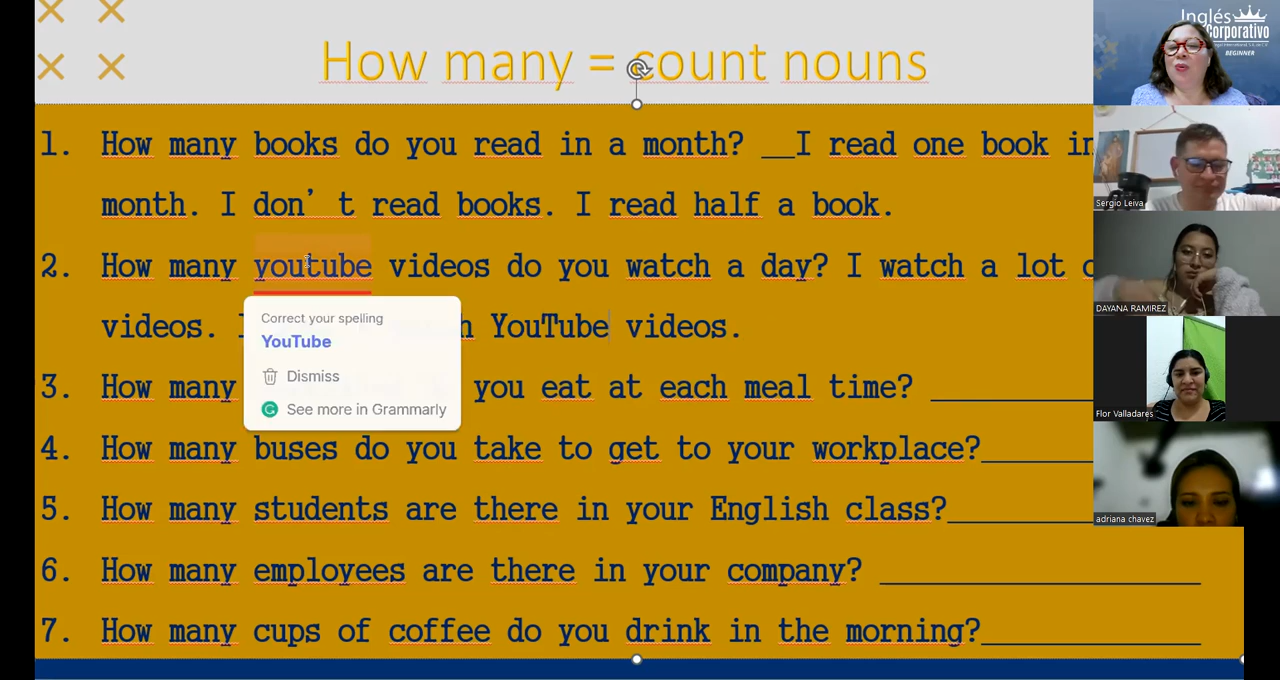 How many = count nouns
1. How many books do you read in a month? __I read one book in
month. I don't read books. I read half a book.
2. How many youtube videos do you watch a day? I watch a lot
videos. YouTube videos.
Correct your spelling
YouTube
Dismiss
See more in Grammarly
3. How many you eat at each meal time? __________
4. How many buses do you take to get to your workplace?_______
5. How many students are there in your English class?_________
6. How many employees are there in your company? ___________________
7. How many cups of coffee do you drink in the morning?_____________
Inglés
Corporativo
BEGINNER
Sergio Leiva
DAYANA RAMIREZ
Flor Valladares
adriana chavez